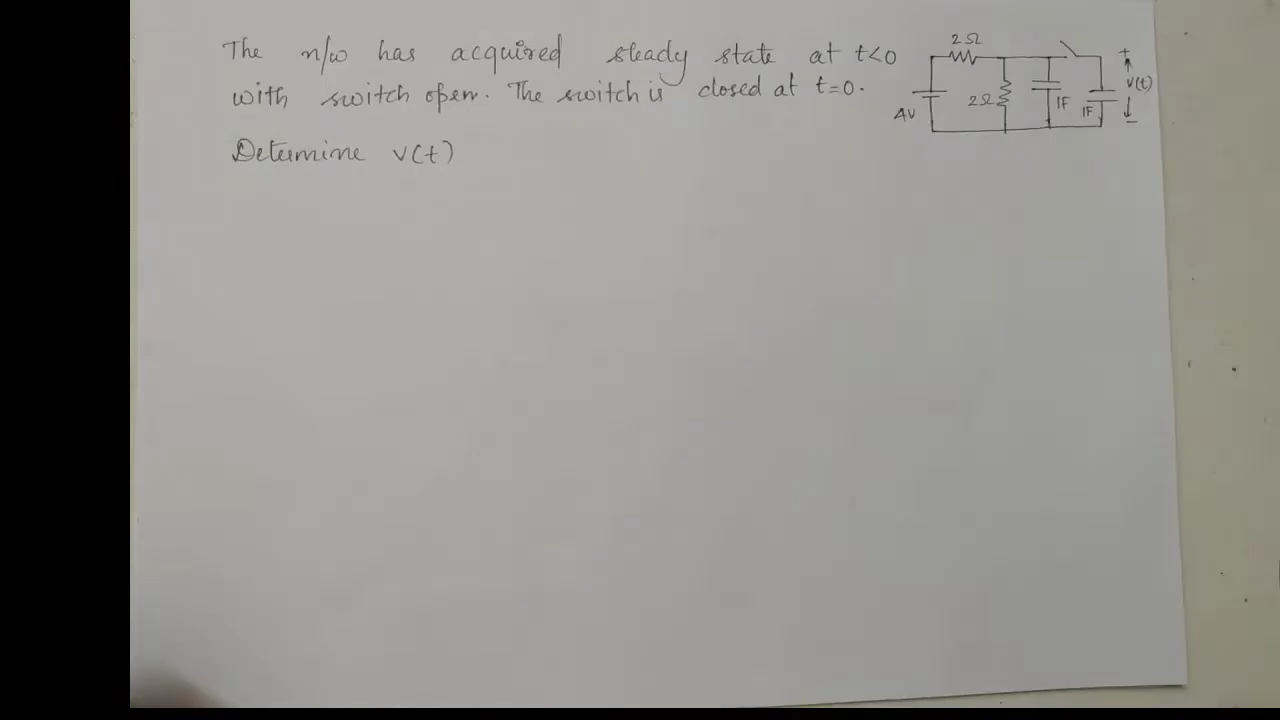 The n/w has acquired steady state at t<0
with switch open. The switch is closed at t=0.
Determine v(t)
2Ω
2Ω
4V
1F
1F
+
v(t)
-